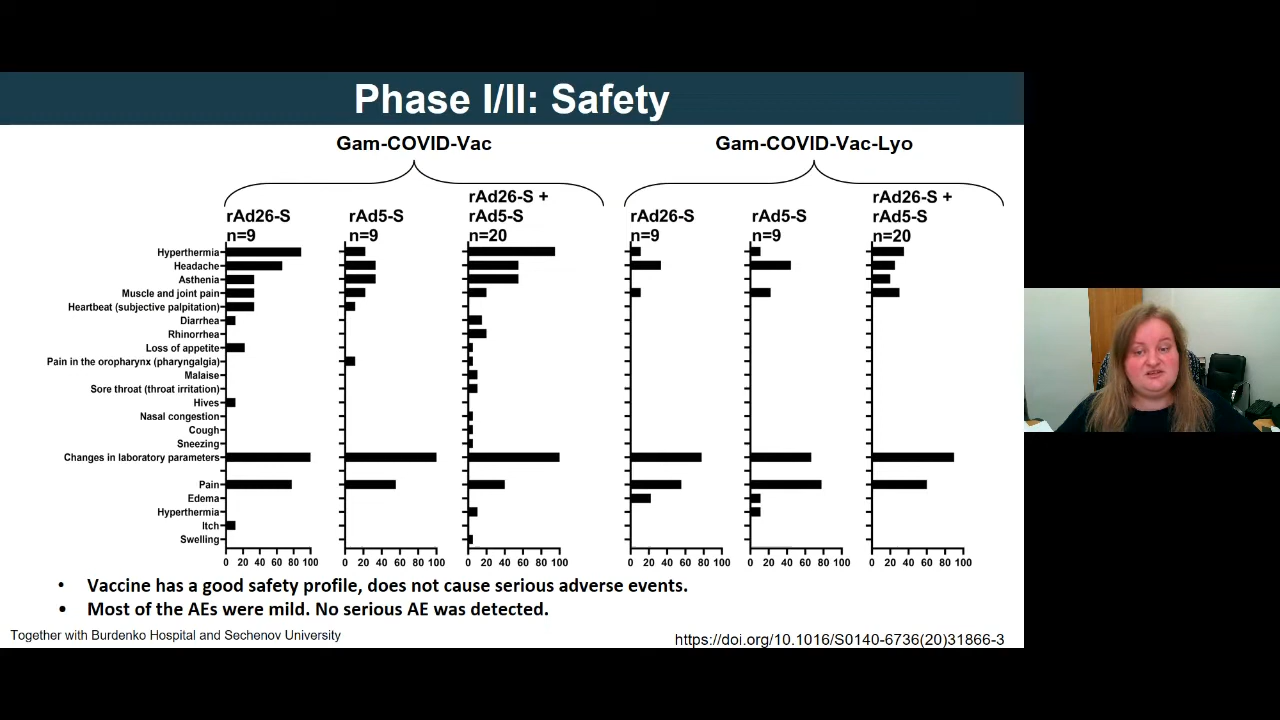 Phase I/II: Safety
Gam-COVID-Vac
Gam-COVID-Vac-Lyo
rAd26-S
n=9
rAd5-S
n=9
rAd26-S +
rAd5-S
n=20
rAd26-S
n=9
rAd5-S
n=9
rAd26-S +
rAd5-S
n=20
Hyperthermia
Headache
Asthenia
Muscle and joint pain
Heartbeat (subjective palpitation)
Diarrhea
Rhinorrhea
Loss of appetite
Pain in the oropharynx (pharyngalgia)
Malaise
Sore throat (throat irritation)
Hives
Nasal congestion
Cough
Sneezing
Changes in laboratory parameters
Pain
Edema
Hyperthermia
Itch
Swelling
0 20 40 60 80 100
0 20 40 60 80 100
0 20 40 60 80 100
0 20 40 60 80 100
0 20 40 60 80 100
0 20 40 60 80 100
• Vaccine has a good safety profile, does not cause serious adverse events.
• Most of the AEs were mild. No serious AE was detected.
Together with Burdenko Hospital and Sechenov University
https://doi.org/10.1016/S0140-6736(20)31866-3